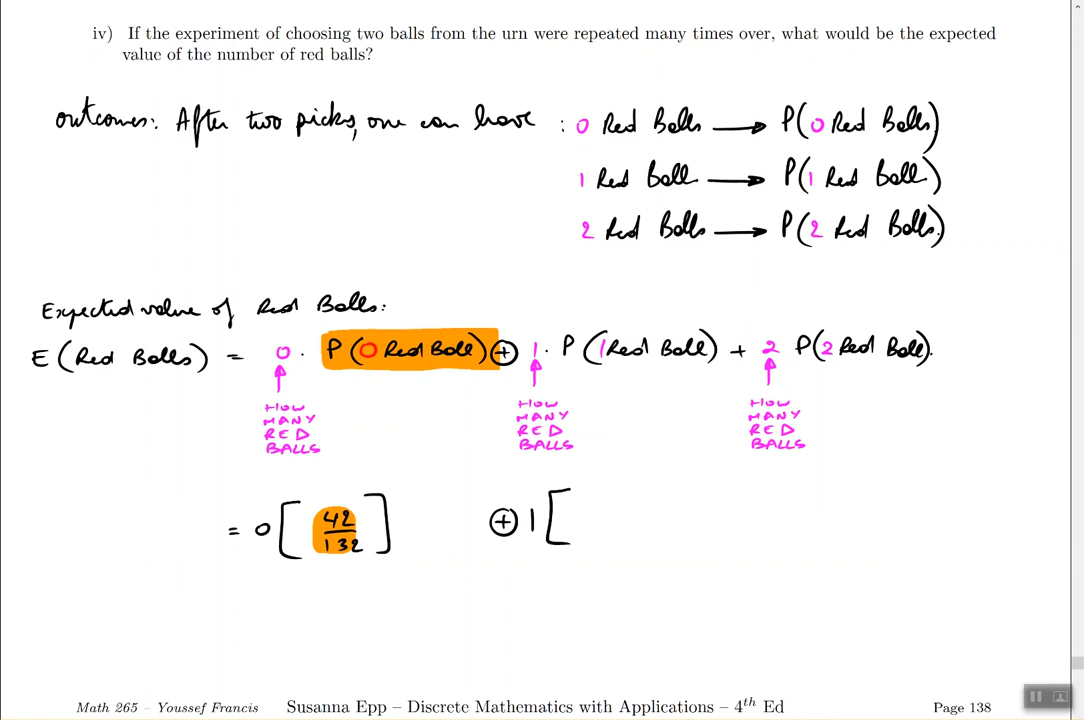 iv) If the experiment of choosing two balls from the urn were repeated many times over, what would be the expected
value of the number of red balls?
outcomes: After two picks, one can have : 0 Red Balls → P(0 Red Balls)
1 Red Ball → P(1 Red Ball)
2 Red Balls → P(2 Red Balls)
Expected value of Red Balls:
E (Red Balls) = 0 · P(0 Red Ball) ⊕ 1 · P(1 Red Ball) + 2 P(2 Red Ball).
HOW MANY RED BALLS
HOW MANY RED BALLS
HOW MANY RED BALLS
= 0 [ 42/132 ] ⊕ 1 [
Math 265 – Youssef Francis Susanna Epp – Discrete Mathematics with Applications – 4th Ed Page 138